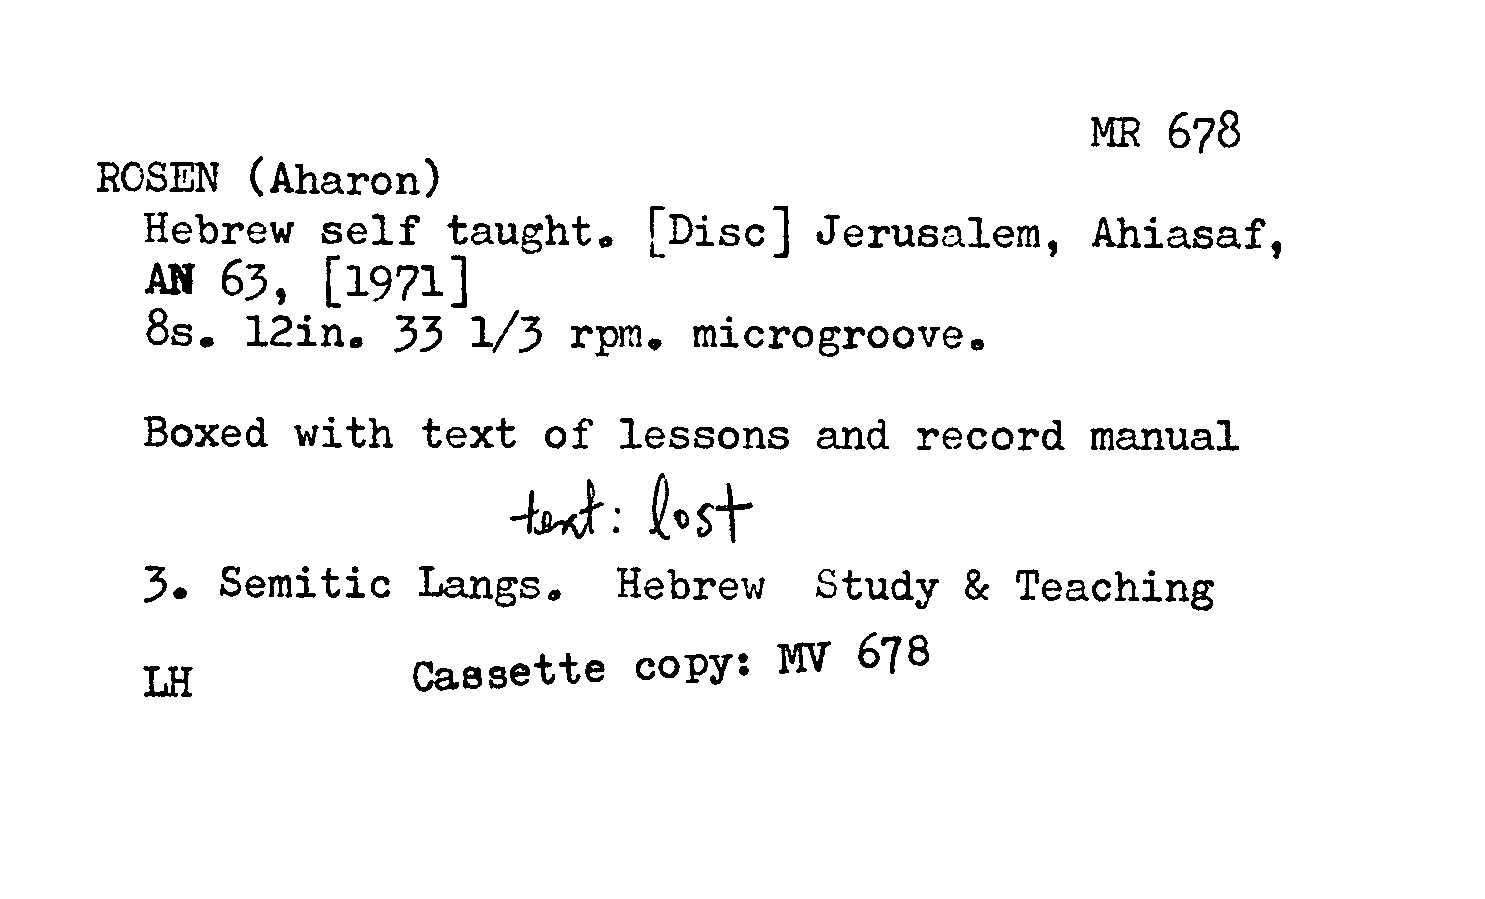 MR 678
ROSEN (Aharon)
Hebrew self taught. [Disc] Jerusalem, Ahiasaf,
AN 63, [1971]
8s. 12in. 33 1/3 rpm. microgroove.
Boxed with text of lessons and record manual
text: lost
3. Semitic Langs. Hebrew Study & Teaching
LH Cassette copy: MV 678